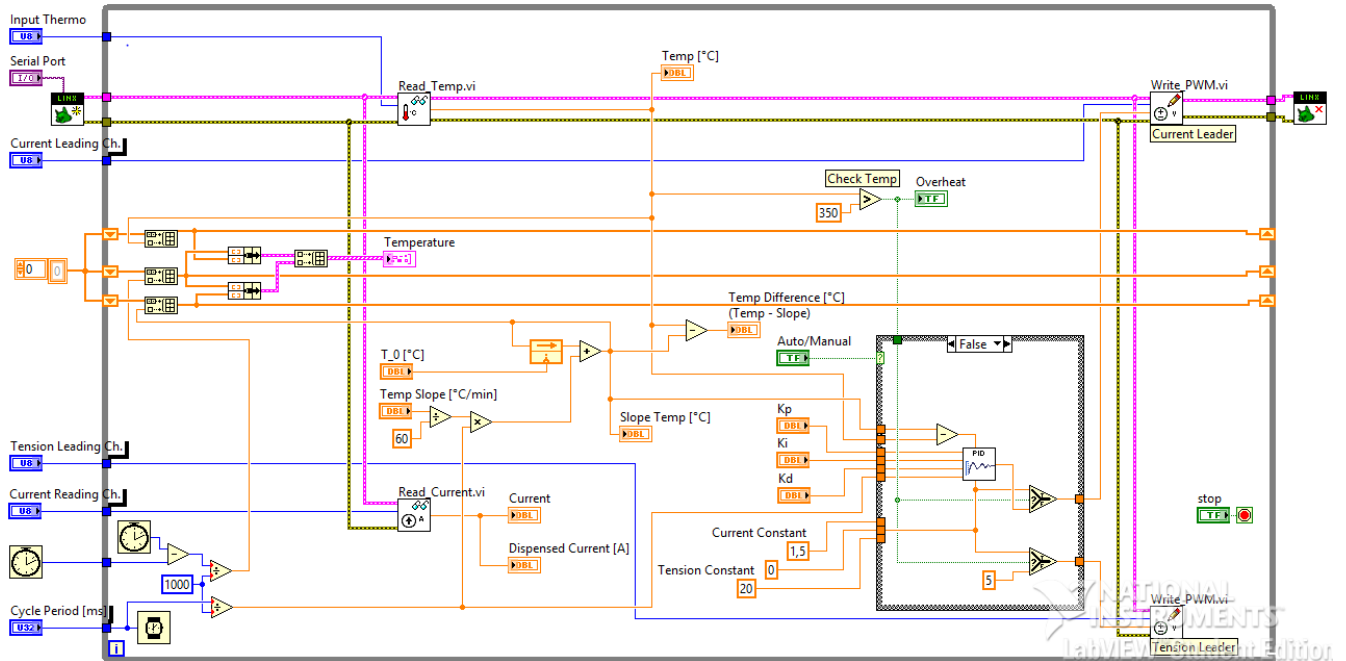 Input Thermo
U8
Serial Port
I/O
LINX
Current Leading Ch.
U8
Read_Temp.vi
°C
Temp [°C]
DBL
Write_PWM.vi
V
Current Leader
LINX
Check Temp
350
>
Overheat
TF
0
0
Temperature
Temp Difference [°C]
(Temp - Slope)
DBL
T_0 [°C]
DBL
Temp Slope [°C/min]
DBL
60
Slope Temp [°C]
DBL
Auto/Manual
TF
False
?
Kp
DBL
Ki
DBL
Kd
DBL
PID
Tension Leading Ch.
U8
Current Reading Ch.
U8
Read_Current.vi
A
Current
DBL
Dispensed Current [A]
DBL
Current Constant
1,5
Tension Constant
0
20
5
stop
TF
1000
Cycle Period [ms]
U32
i
Write_PWM.vi
V
Tension Leader
NATIONAL
INSTRUMENTS
LabVIEW Student Edition